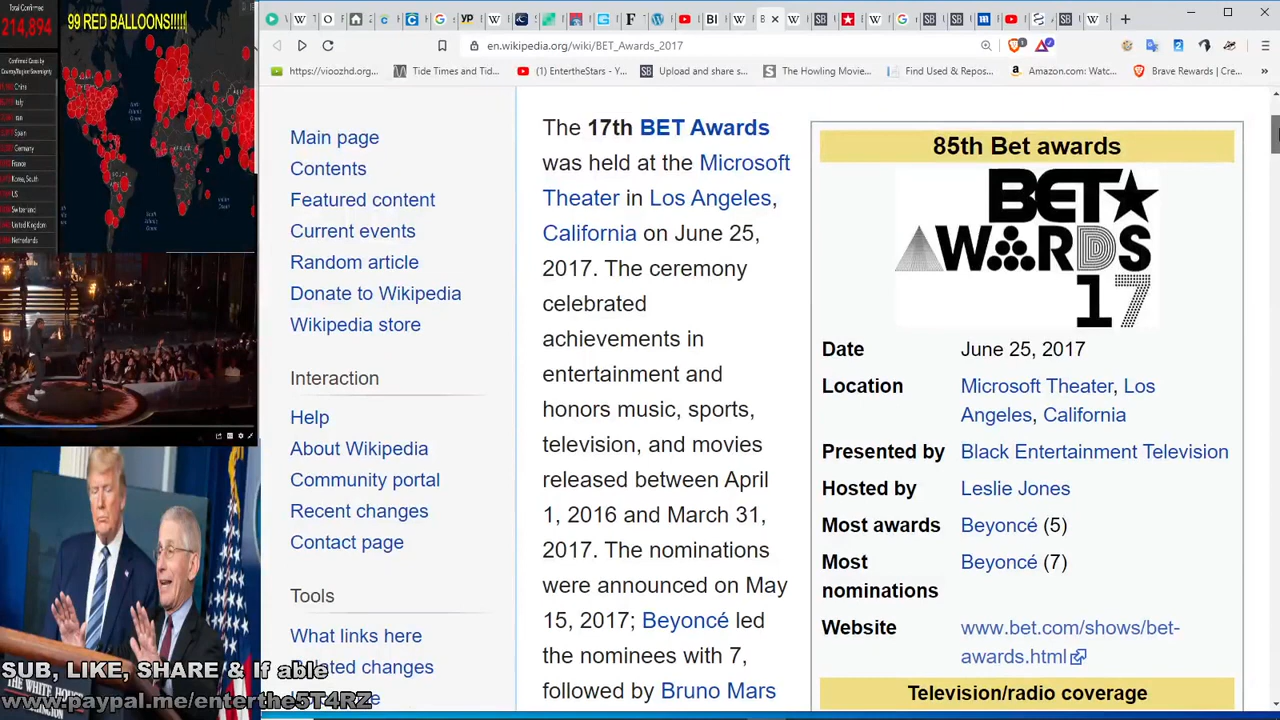 Total Confirmed
214,894
Confirmed Cases by
Country/Region/Sovereignty
China
Italy
Iran
Spain
Germany
France
Korea, South
US
Switzerland
United Kingdom
Netherlands
99 RED BALLOONS!!!!!
SUB, LIKE, SHARE & If able
www.paypal.me/enterthe5T4RZ
THE WHITE HOUSE
en.wikipedia.org/wiki/BET_Awards_2017
https://vioozhd.org...
Tide Times and Tid...
(1) EntertheStars - Y...
Upload and share s...
The Howling Movie...
Find Used & Repos...
Amazon.com: Watc...
Brave Rewards | Cre...
Main page
Contents
Featured content
Current events
Random article
Donate to Wikipedia
Wikipedia store
Interaction
Help
About Wikipedia
Community portal
Recent changes
Contact page
Tools
What links here
ated changes
The 17th BET Awards
was held at the Microsoft
Theater in Los Angeles,
California on June 25,
2017. The ceremony
celebrated
achievements in
entertainment and
honors music, sports,
television, and movies
released between April
1, 2016 and March 31,
2017. The nominations
were announced on May
15, 2017; Beyoncé led
the nominees with 7,
followed by Bruno Mars
85th Bet awards
BET★
AWARDS
17
Date June 25, 2017
Location Microsoft Theater, Los
Angeles, California
Presented by Black Entertainment Television
Hosted by Leslie Jones
Most awards Beyoncé (5)
Most Beyoncé (7)
nominations
Website www.bet.com/shows/bet-
awards.html
Television/radio coverage